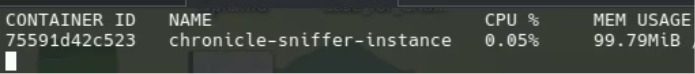 CONTAINER ID   NAME                         CPU %     MEM USAGE
75591d42c523   chronicle-sniffer-instance   0.05%     99.79MiB /